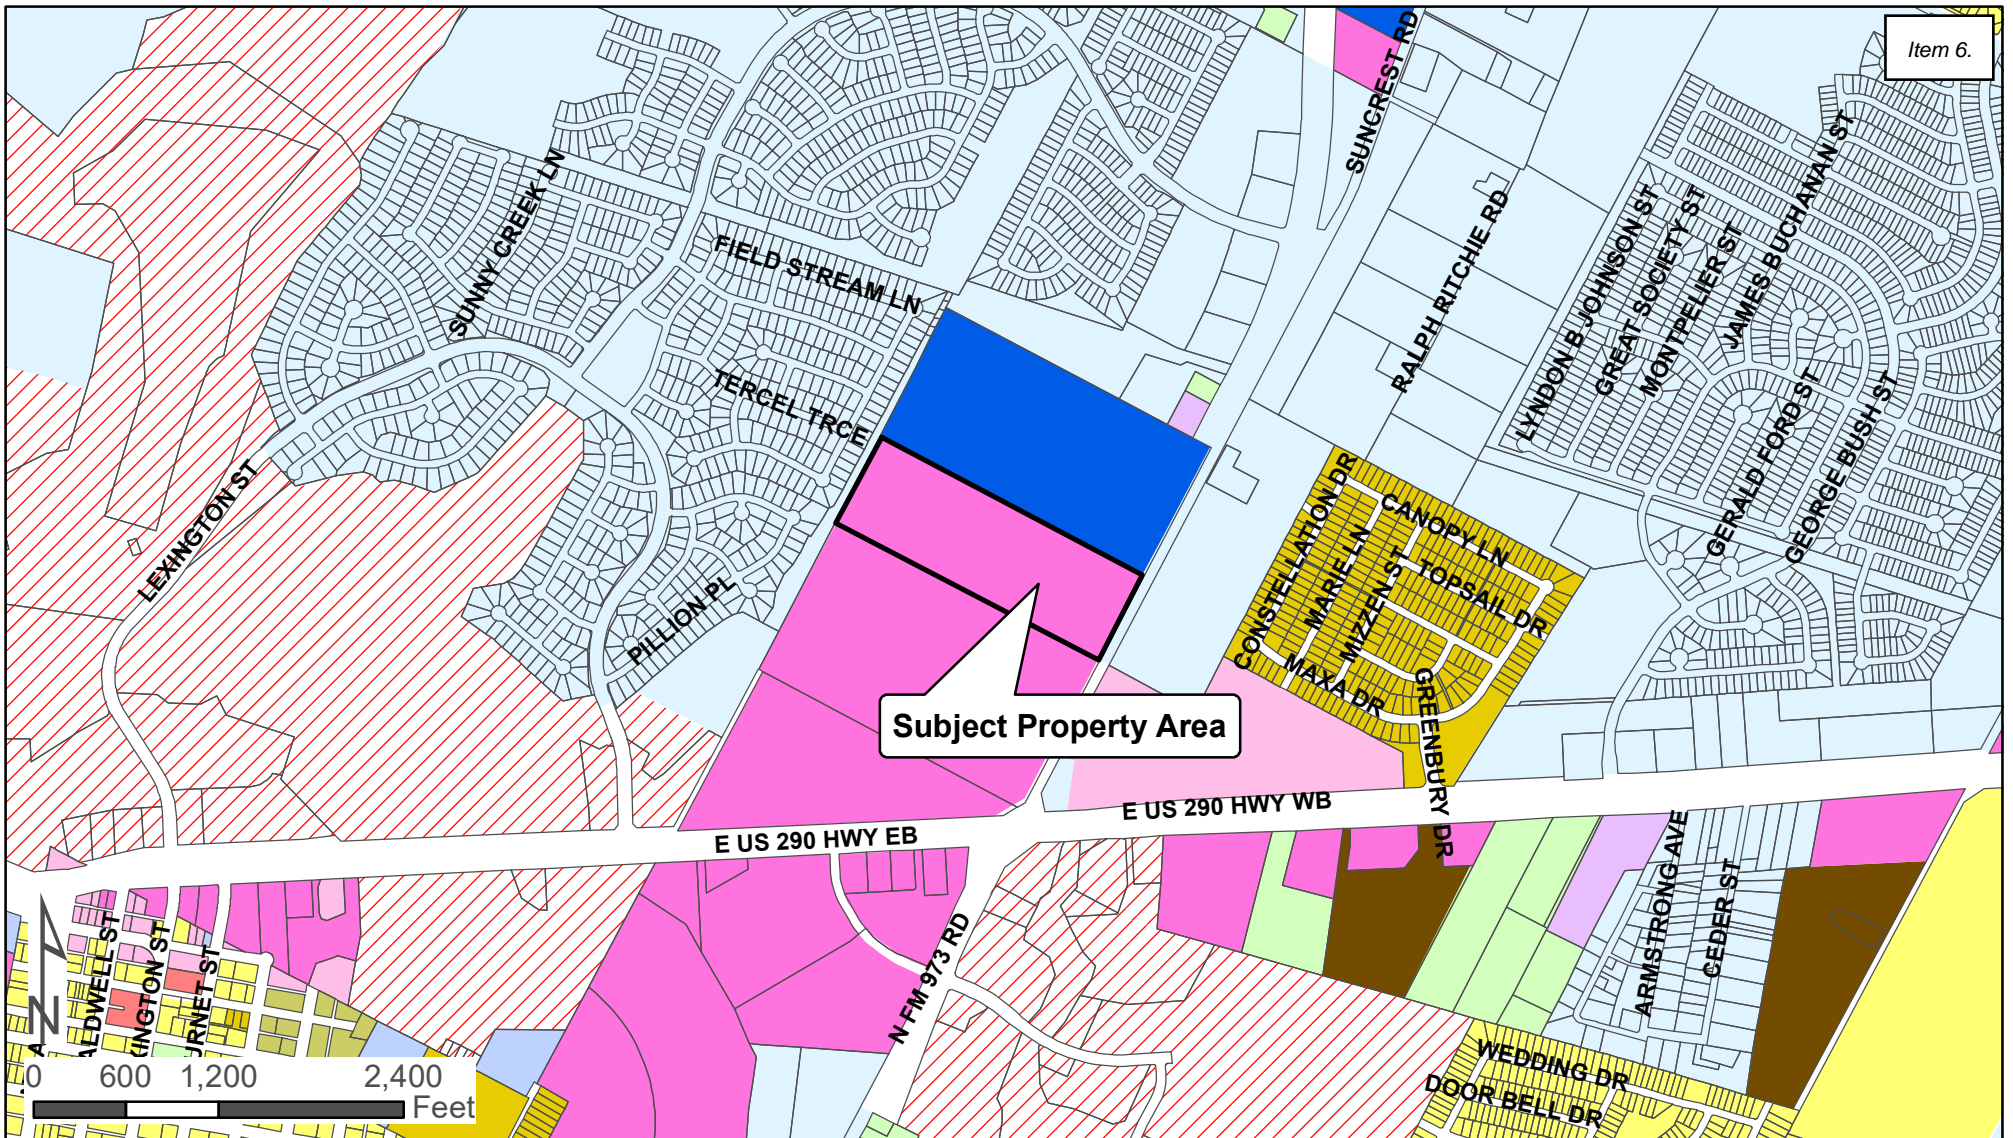 Item 6.
SUNCREST RD
SUNNY CREEK LN
FIELD STREAM LN
RALPH RITCHIE RD
LYNDON B JOHNSON ST
GREAT SOCIETY ST
MONTPELIER ST
JAMES BUCHANAN ST
TERCEL TRCE
GERALD FORD ST
GEORGE BUSH ST
LEXINGTON ST
CONSTELLATION DR
MARIE LN
MIZZEN ST
CANOPY LN
TOPSAIL DR
PILLION PL
MAXA DR
GREENBURY DR
Subject Property Area
E US 290 HWY WB
E US 290 HWY EB
N FM 973 RD
ARMSTRONG AVE
CEDER ST
ALDWELL ST
KINGTON ST
URNET ST
N
WEDDING DR
DOOR BELL DR
0 600 1,200 2,400
Feet